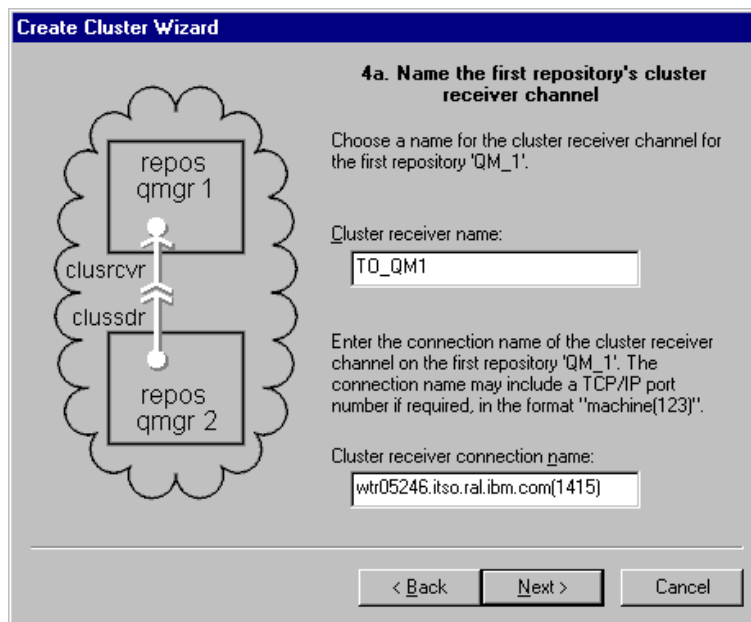 Create Cluster Wizard
repos
qmgr 1
clusrcvr
clussdr
repos
qmgr 2
4a. Name the first repository's cluster
receiver channel
Choose a name for the cluster receiver channel for
the first repository 'QM_1'.
Cluster receiver name:
TO_QM1
Enter the connection name of the cluster receiver
channel on the first repository 'QM_1'. The
connection name may include a TCP/IP port
number if required, in the format "machine(123)".
Cluster receiver connection name:
wtr05246.itso.ral.ibm.com(1415)
< Back
Next >
Cancel